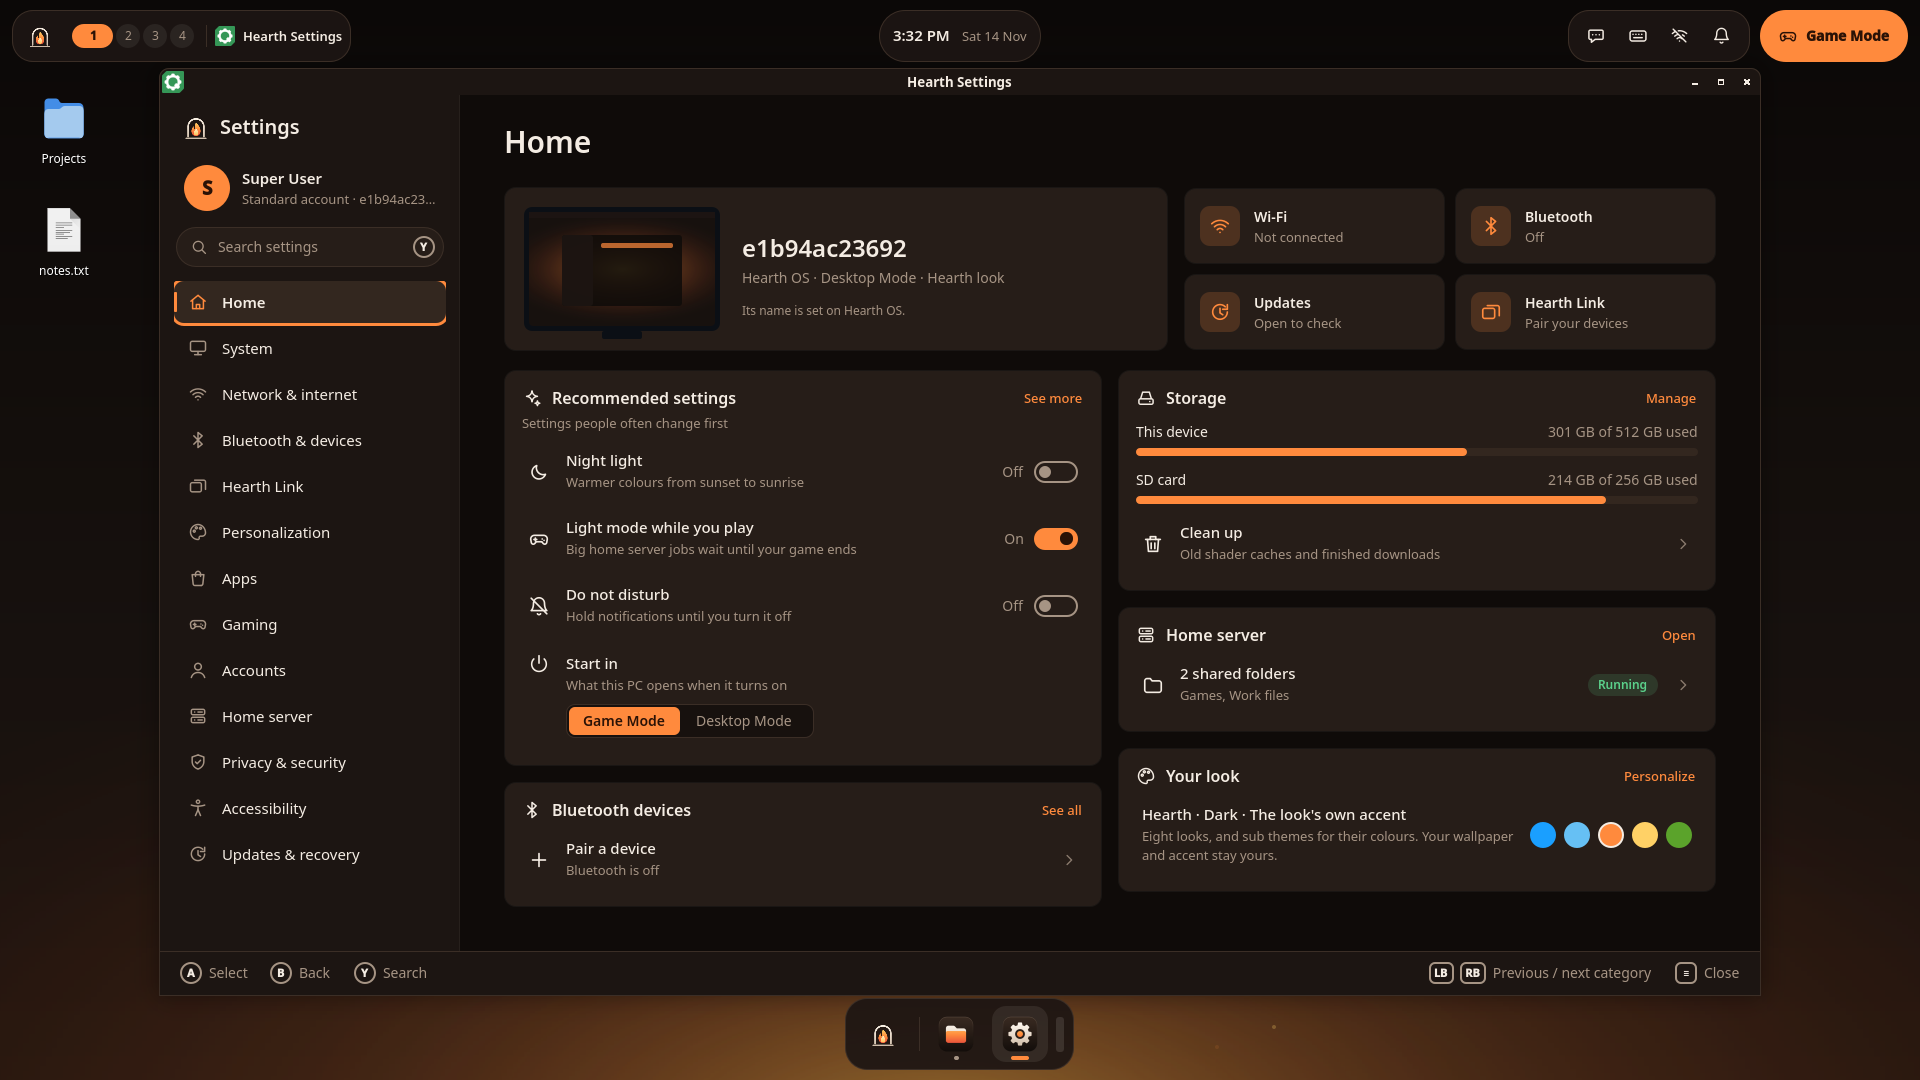 1 2 3 4 Hearth Settings
3:32 PM Sat 14 Nov
Game Mode
Projects
notes.txt
Hearth Settings
Settings
S
Super User
Standard account · e1b94ac23...
Search settings Y
Home
System
Network & internet
Bluetooth & devices
Hearth Link
Personalization
Apps
Gaming
Accounts
Home server
Privacy & security
Accessibility
Updates & recovery
Home
e1b94ac23692
Hearth OS · Desktop Mode · Hearth look
Its name is set on Hearth OS.
Wi-Fi
Not connected
Bluetooth
Off
Updates
Open to check
Hearth Link
Pair your devices
Recommended settings See more
Settings people often change first
Night light
Warmer colours from sunset to sunrise
Off
Light mode while you play
Big home server jobs wait until your game ends
On
Do not disturb
Hold notifications until you turn it off
Off
Start in
What this PC opens when it turns on
Game Mode Desktop Mode
Bluetooth devices See all
Pair a device
Bluetooth is off
Storage Manage
This device 301 GB of 512 GB used
SD card 214 GB of 256 GB used
Clean up
Old shader caches and finished downloads
Home server Open
2 shared folders
Games, Work files
Running
Your look Personalize
Hearth · Dark · The look's own accent
Eight looks, and sub themes for their colours. Your wallpaper
and accent stay yours.
A Select B Back Y Search
LB RB Previous / next category Close